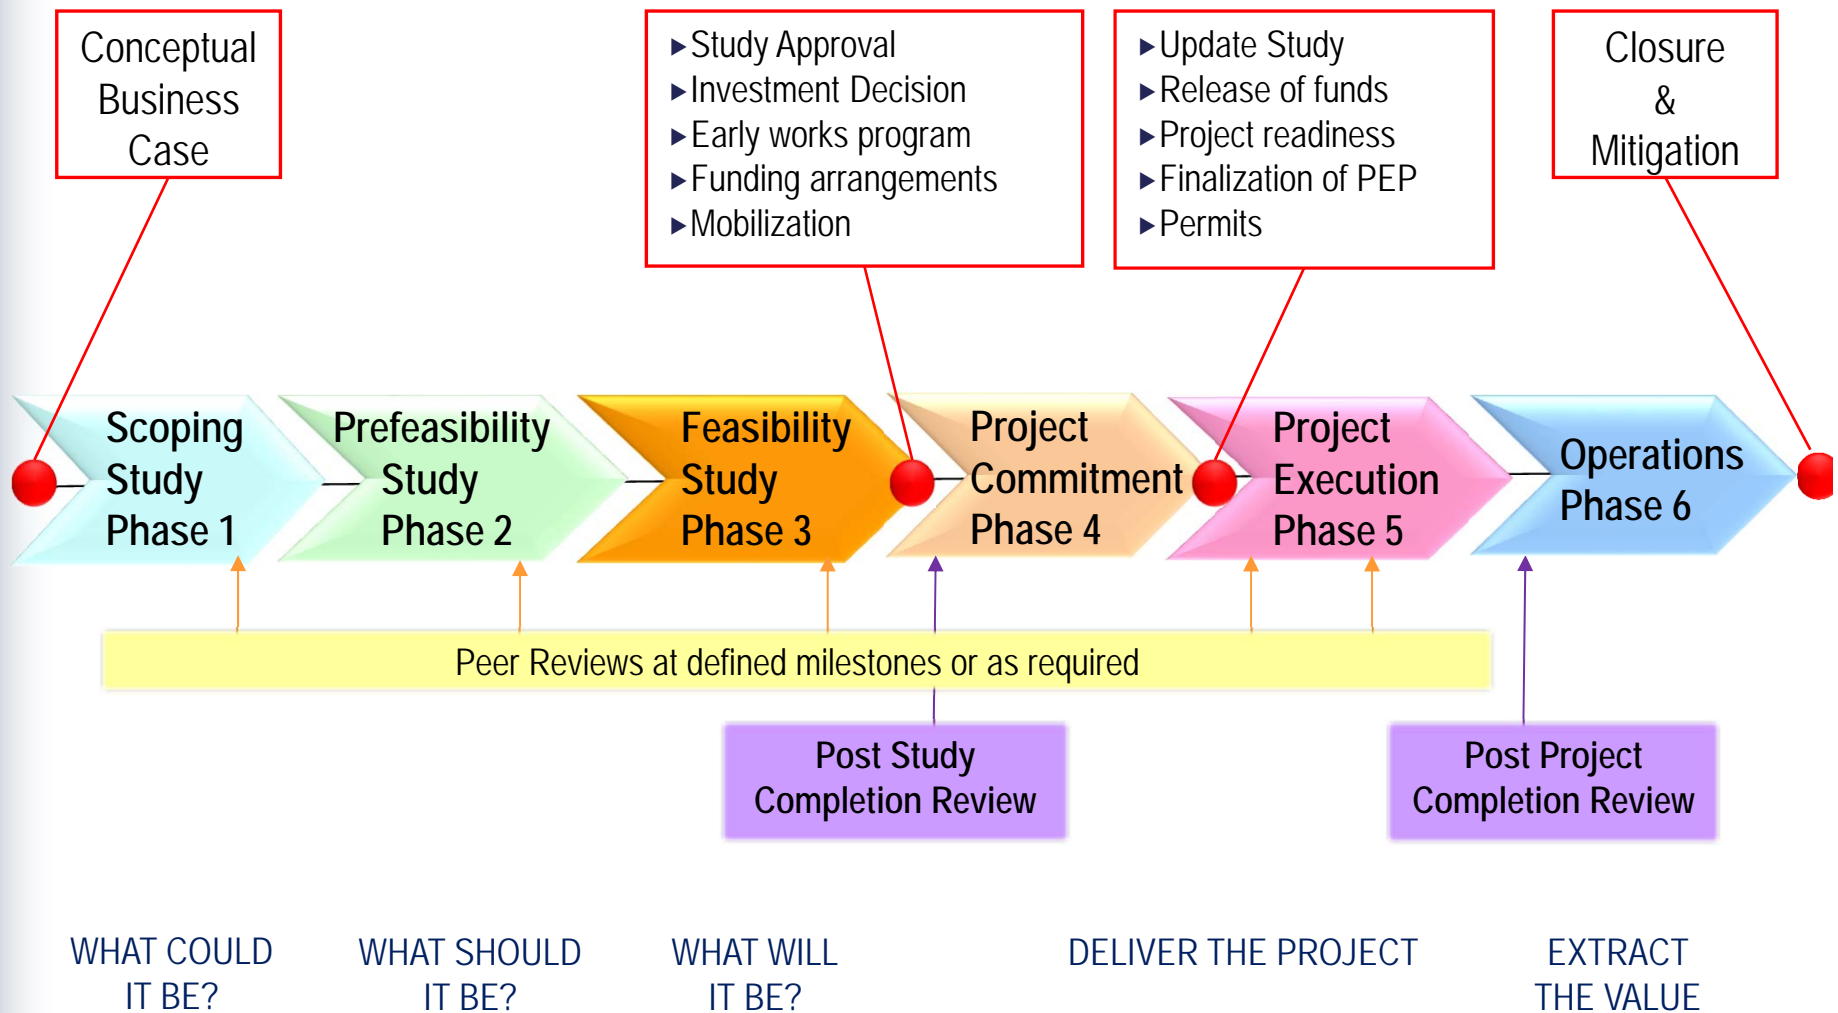 Conceptual
Business
Case
►Study Approval
►Investment Decision
►Early works program
►Funding arrangements
►Mobilization
►Update Study
►Release of funds
►Project readiness
►Finalization of PEP
►Permits
Closure
&
Mitigation
Scoping
Study
Phase 1
Prefeasibility
Study
Phase 2
Feasibility
Study
Phase 3
Project
Commitment
Phase 4
Project
Execution
Phase 5
Operations
Phase 6
Peer Reviews at defined milestones or as required
Post Study
Completion Review
Post Project
Completion Review
WHAT COULD
IT BE?
WHAT SHOULD
IT BE?
WHAT WILL
IT BE?
DELIVER THE PROJECT
EXTRACT
THE VALUE